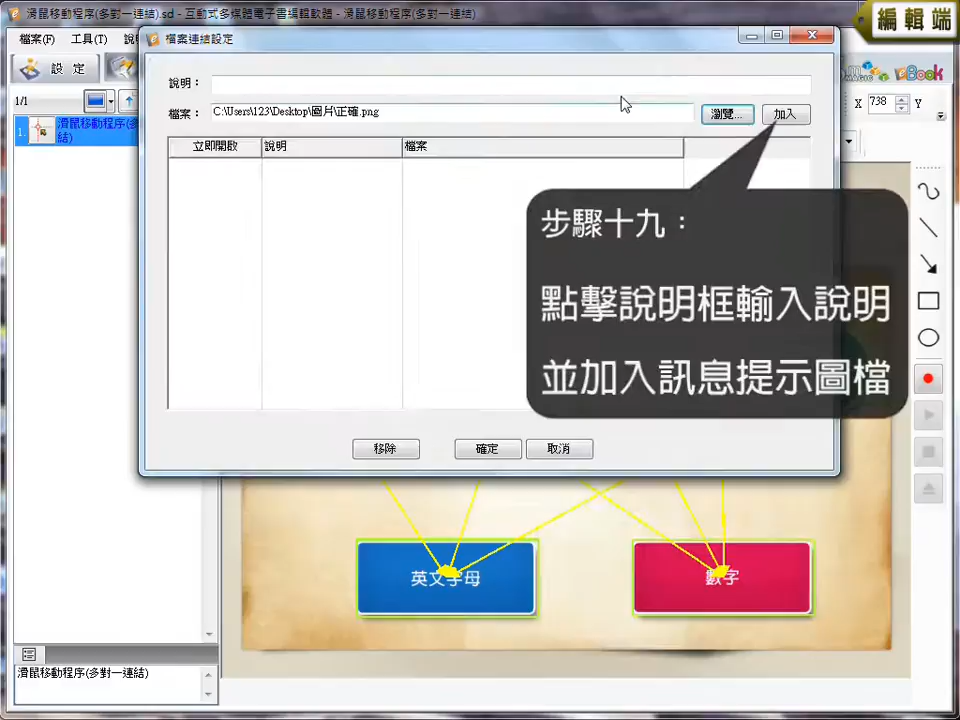 滑鼠移動程序(多對一連結).sd - 互動式多媒體電子書編輯軟體 - 滑鼠移動程序(多對一連結)
編輯端
檔案(F) 工具(T) 說
檔案連結設定
設 定
MAGIC eBook
說明：
1/1
X 738 Y
檔案： C:\Users\123\Desktop\圖片\正確.png 瀏覽... 加入
1. 滑鼠移動程序(多
結)
立即開啟 說明 檔案
步驟十九：
點擊說明框輸入說明
並加入訊息提示圖檔
移除 確定 取消
英文字母 數字
滑鼠移動程序(多對一連結)